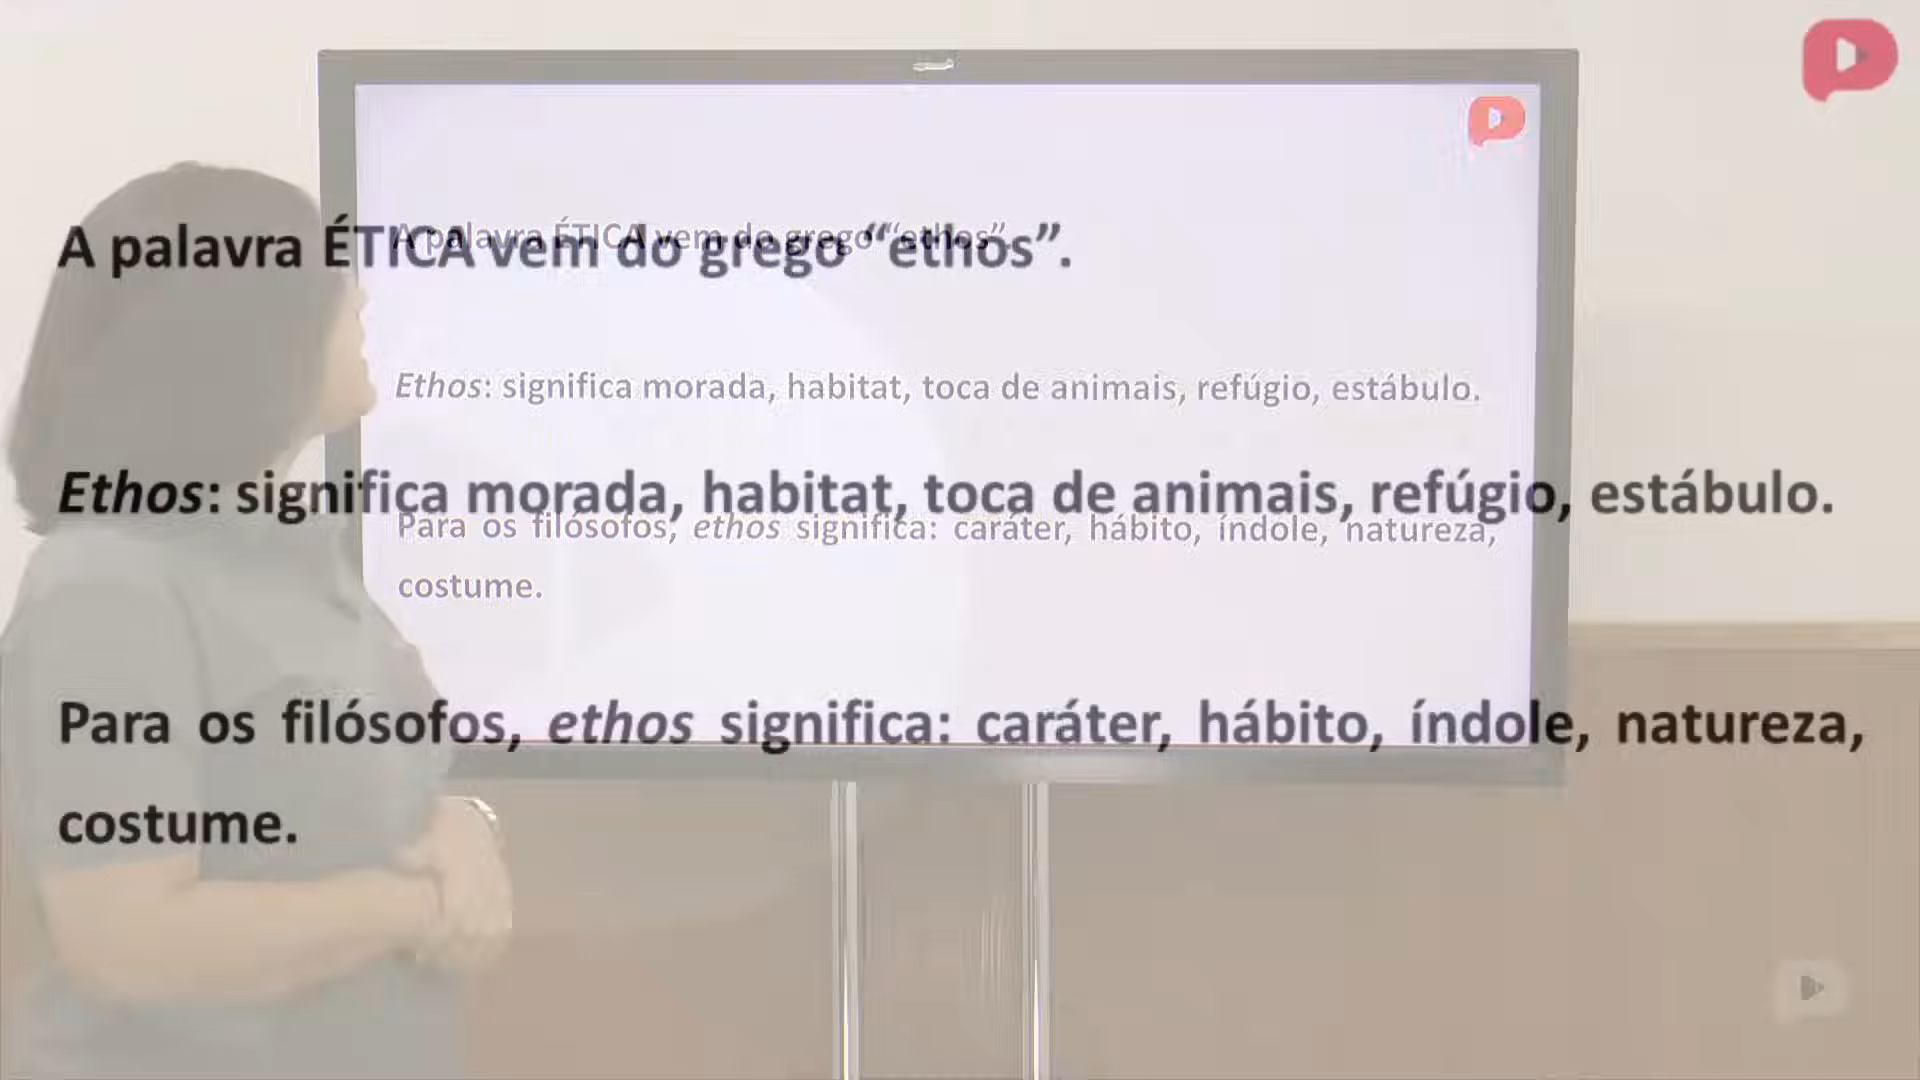 A palavra ÉTICA vem do grego “ethos”.
Ethos: significa morada, habitat, toca de animais, refúgio, estábulo.
Para os filósofos, ethos significa: caráter, hábito, índole, natureza,
costume.
A palavra ÉTICA vem do grego “ethos”.
Ethos: significa morada, habitat, toca de animais, refúgio, estábulo.
Para os filósofos, ethos significa: caráter, hábito, índole, natureza,
costume.